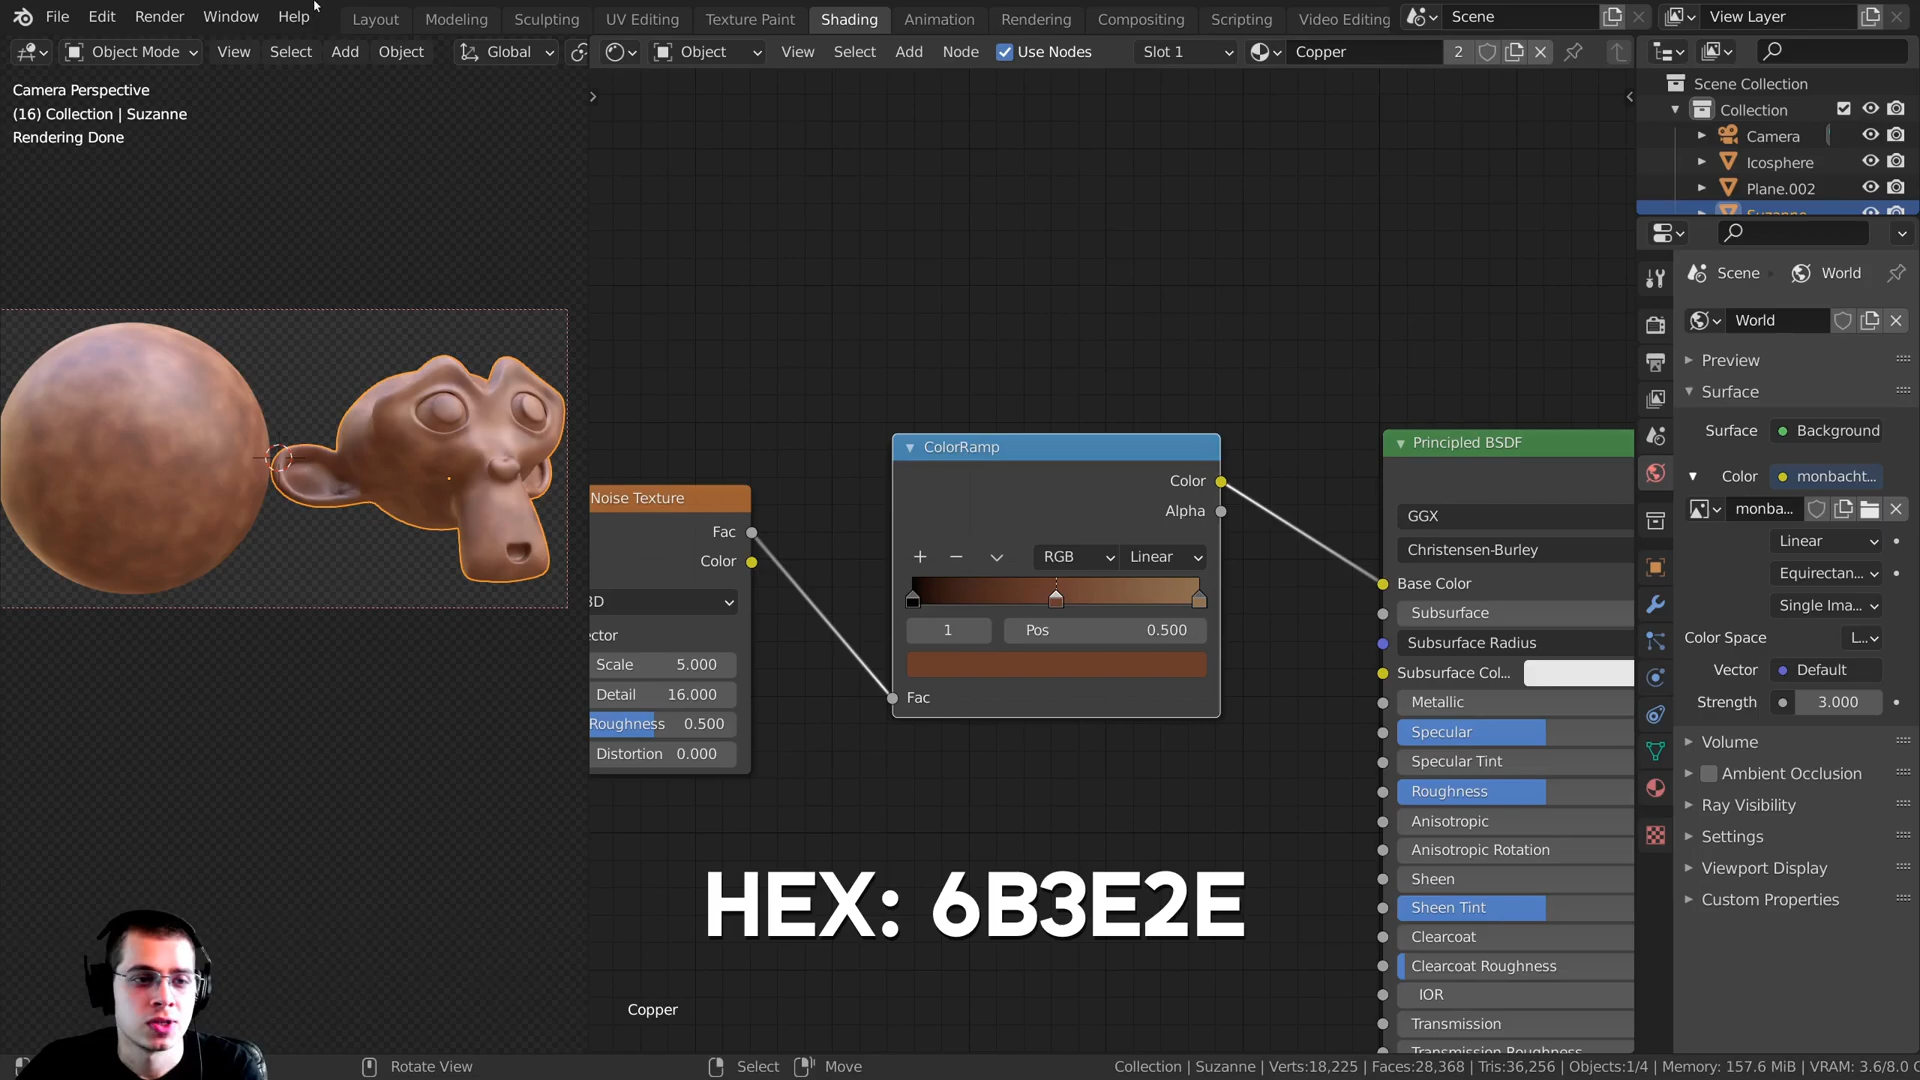 File Edit Render Window Help
Layout Modeling Sculpting UV Editing Texture Paint Shading Animation Rendering Compositing Scripting Video Editing
Scene
View Layer
Object Mode View Select Add Object Global
Object View Select Add Node Use Nodes Slot 1 Copper 2
Camera Perspective
(16) Collection | Suzanne
Rendering Done
Scene Collection
Collection
Camera
Icosphere
Plane.002
Suzanne
Scene World
World
Preview
Surface
Surface Background
Color monbacht...
monba...
Linear
Equirectan...
Single Ima...
Color Space L...
Vector Default
Strength 3.000
Volume
Ambient Occlusion
Ray Visibility
Settings
Viewport Display
Custom Properties
Noise Texture
Fac
Color
3D
ector
Scale 5.000
Detail 16.000
Roughness 0.500
Distortion 0.000
ColorRamp
Color
Alpha
+ − RGB Linear
1 Pos 0.500
Fac
Principled BSDF
GGX
Christensen-Burley
Base Color
Subsurface
Subsurface Radius
Subsurface Col...
Metallic
Specular
Specular Tint
Roughness
Anisotropic
Anisotropic Rotation
Sheen
Sheen Tint
Clearcoat
Clearcoat Roughness
IOR
Transmission
Transmission Roughness
HEX: 6B3E2E
Copper
Rotate View
Select
Move
Collection | Suzanne | Verts:18,225 | Faces:28,368 | Tris:36,256 | Objects:1/4 | Memory: 157.6 MiB | VRAM: 3.6/8.0 G